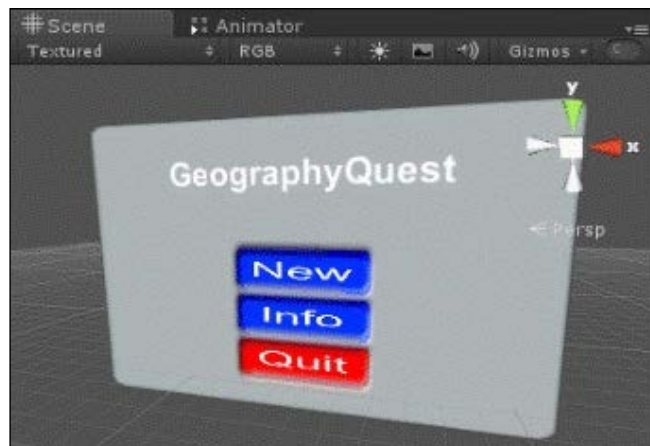 Scene
Animator
Textured
RGB
Gizmos
y
x
Persp
GeographyQuest
New
Info
Quit